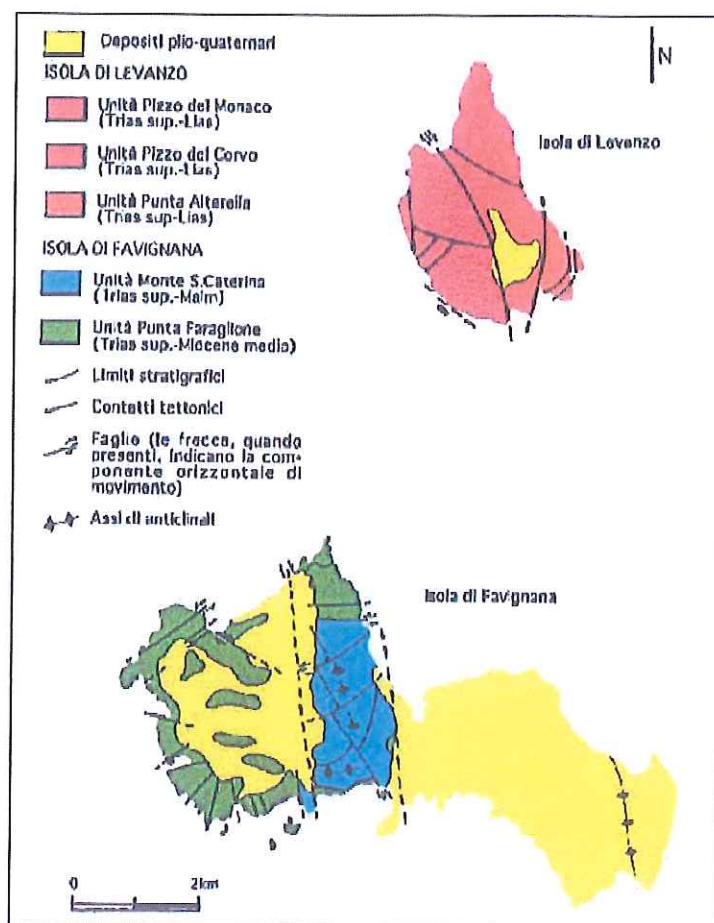 Depositi plio-quaternari
ISOLA DI LEVANZO
Unità Pizzo del Monaco
(Trias sup.-Lias)
Unità Pizzo del Corvo
(Trias sup.-Lias)
Unità Punta Altarella
(Trias sup-Lias)
ISOLA DI FAVIGNANA
Unità Monte S.Caterina
(Trias sup.-Malm)
Unità Punta Faraglione
(Trias sup.-Miocene medio)
Limiti stratigrafici
Contatti tettonici
Faglie (le frecce, quando
presenti, indicano la com-
ponente orizzontale di
movimento)
Assi di anticlinali
N
Isola di Levanzo
Isola di Favignana
0 2km